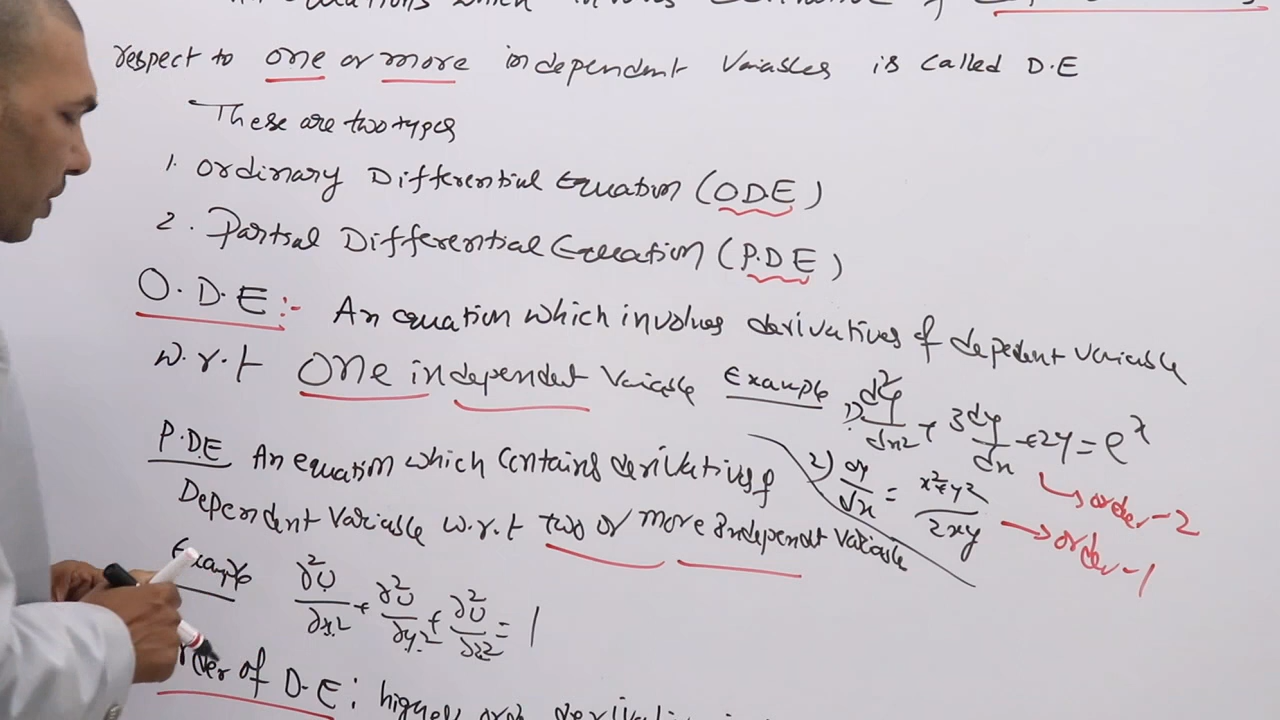 respect to one or more independent Variables is called D.E
These are two types
1. Ordinary Differential Equation (ODE)
2. Partial Differential Equation (P.DE)
O.D.E:- An equation which involves derivatives of depedent variable
w.r.t One independent Variable Example 1) d²y/dx² + 3dy/dx + 2y = e^x
→ order-2
2) dy/dx = x²+y²/2xy → order-1
P.D.E An equation which Contains derivatives of
Dependent Variable w.r.t two or more Independent Variable
Example ∂²U/∂x² + ∂²U/∂y² + ∂²U/∂z² = 1
of D.E: derivative